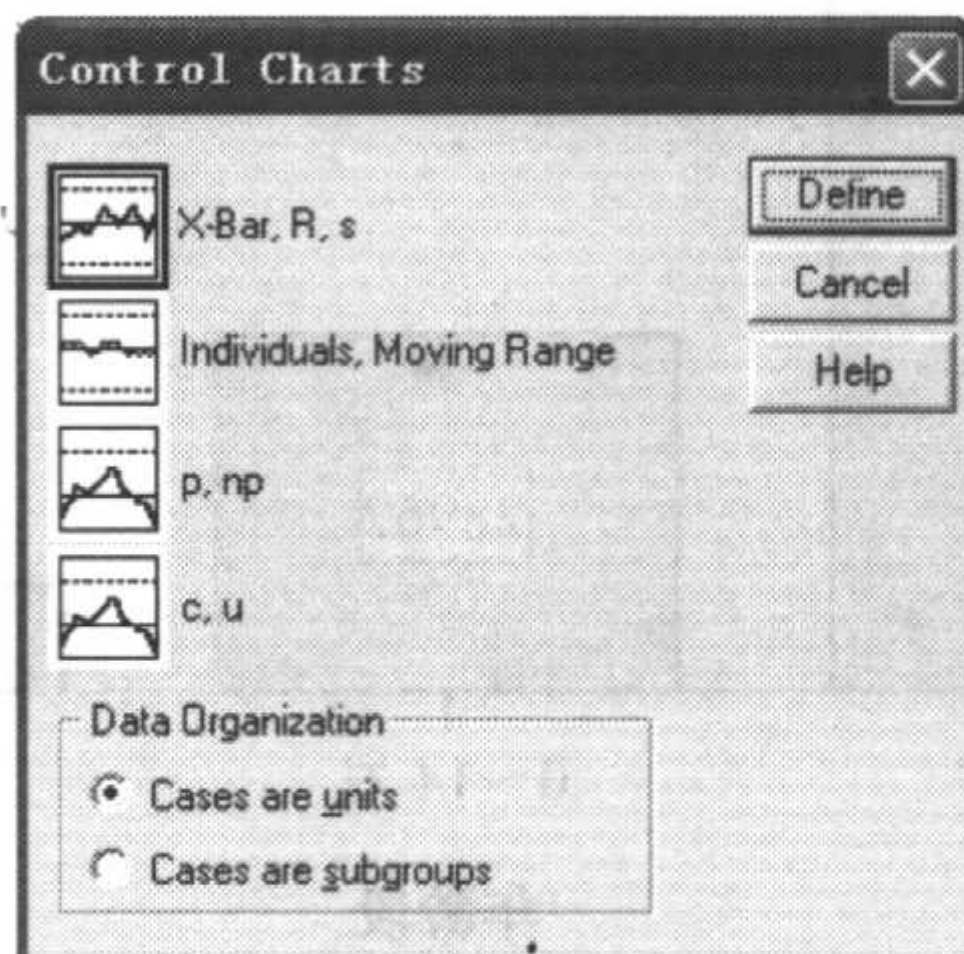 Control Charts
X-Bar, R, s
Define
Cancel
Individuals, Moving Range
Help
p, np
c, u
Data Organization
Cases are units
Cases are subgroups